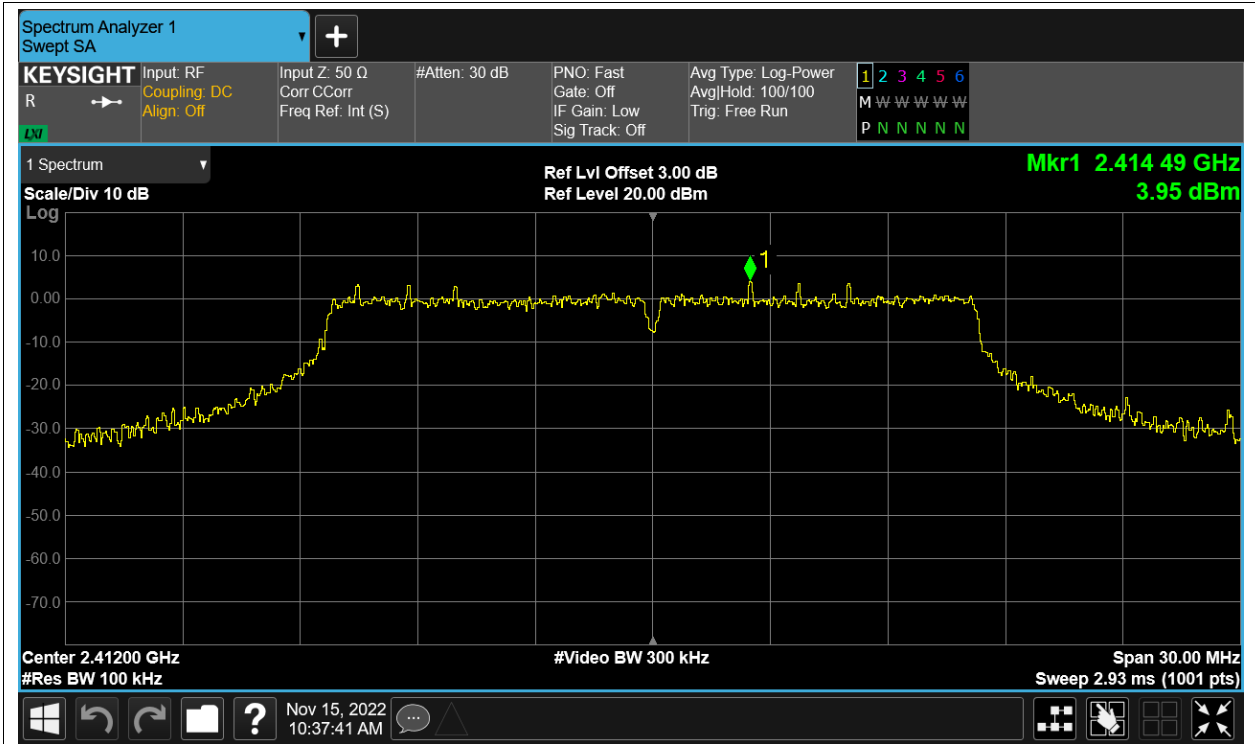 Spectrum Analyzer 1
Swept SA
KEYSIGHT
R
LXI
Input: RF
Coupling: DC
Align: Off
Input Z: 50 Ω
Corr CCorr
Freq Ref: Int (S)
#Atten: 30 dB
PNO: Fast
Gate: Off
IF Gain: Low
Sig Track: Off
Avg Type: Log-Power
Avg|Hold: 100/100
Trig: Free Run
1 2 3 4 5 6
M W W W W W
P N N N N N
1 Spectrum
Scale/Div 10 dB
Log
Ref Lvl Offset 3.00 dB
Ref Level 20.00 dBm
Mkr1 2.414 49 GHz
3.95 dBm
1
10.0
0.00
-10.0
-20.0
-30.0
-40.0
-50.0
-60.0
-70.0
Center 2.41200 GHz
#Video BW 300 kHz
Span 30.00 MHz
#Res BW 100 kHz
Sweep 2.93 ms (1001 pts)
?
Nov 15, 2022
10:37:41 AM